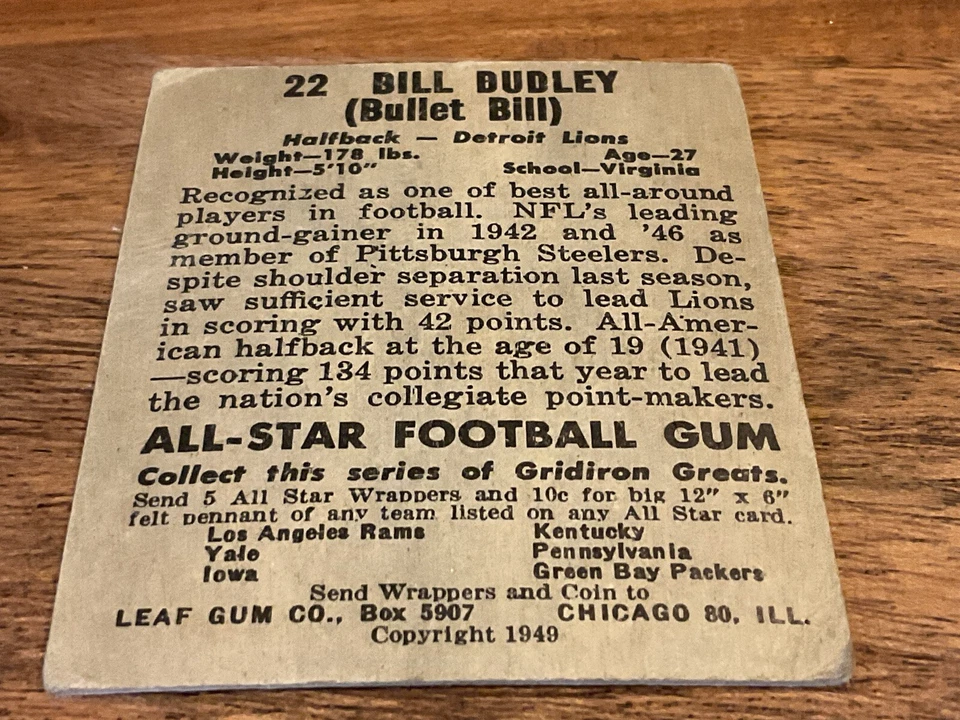 22 BILL DUDLEY
(Bullet Bill)
Halfback — Detroit Lions
Weight—178 lbs. Age—27
Height—5'10" School—Virginia
Recognized as one of best all-around
players in football. NFL's leading
ground-gainer in 1942 and '46 as
member of Pittsburgh Steelers. De-
spite shoulder separation last season,
saw sufficient service to lead Lions
in scoring with 42 points. All-Amer-
ican halfback at the age of 19 (1941)
—scoring 134 points that year to lead
the nation's collegiate point-makers.
ALL-STAR FOOTBALL GUM
Collect this series of Gridiron Greats.
Send 5 All Star Wrappers and 10c for big 12" x 6"
felt pennant of any team listed on any All Star card.
Los Angeles Rams Kentucky
Yale Pennsylvania
Iowa Green Bay Packers
Send Wrappers and Coin to
LEAF GUM CO., Box 5907 CHICAGO 80, ILL.
Copyright 1949